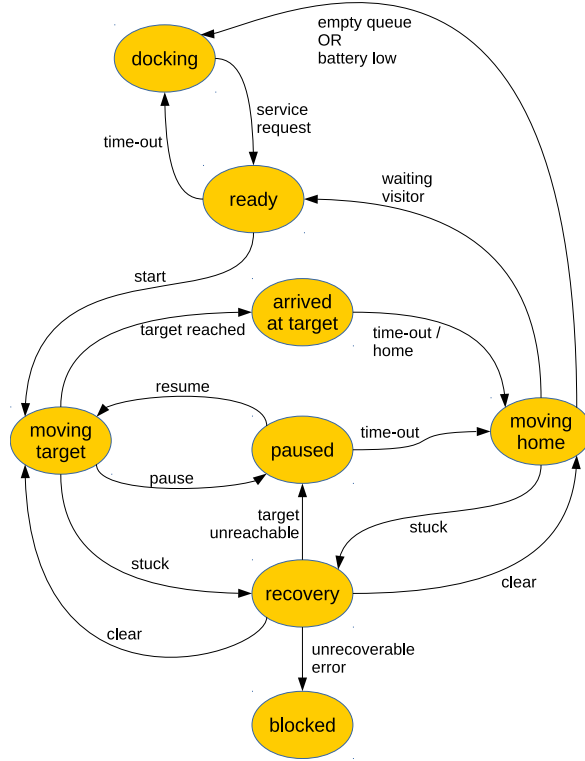 empty queue
OR
battery low
docking
service
request
time-out
ready
waiting
visitor
start
arrived
at target
target reached
time-out /
home
resume
moving
target
paused
time-out
moving
home
pause
target
unreachable
stuck
stuck
recovery
clear
clear
unrecoverable
error
blocked